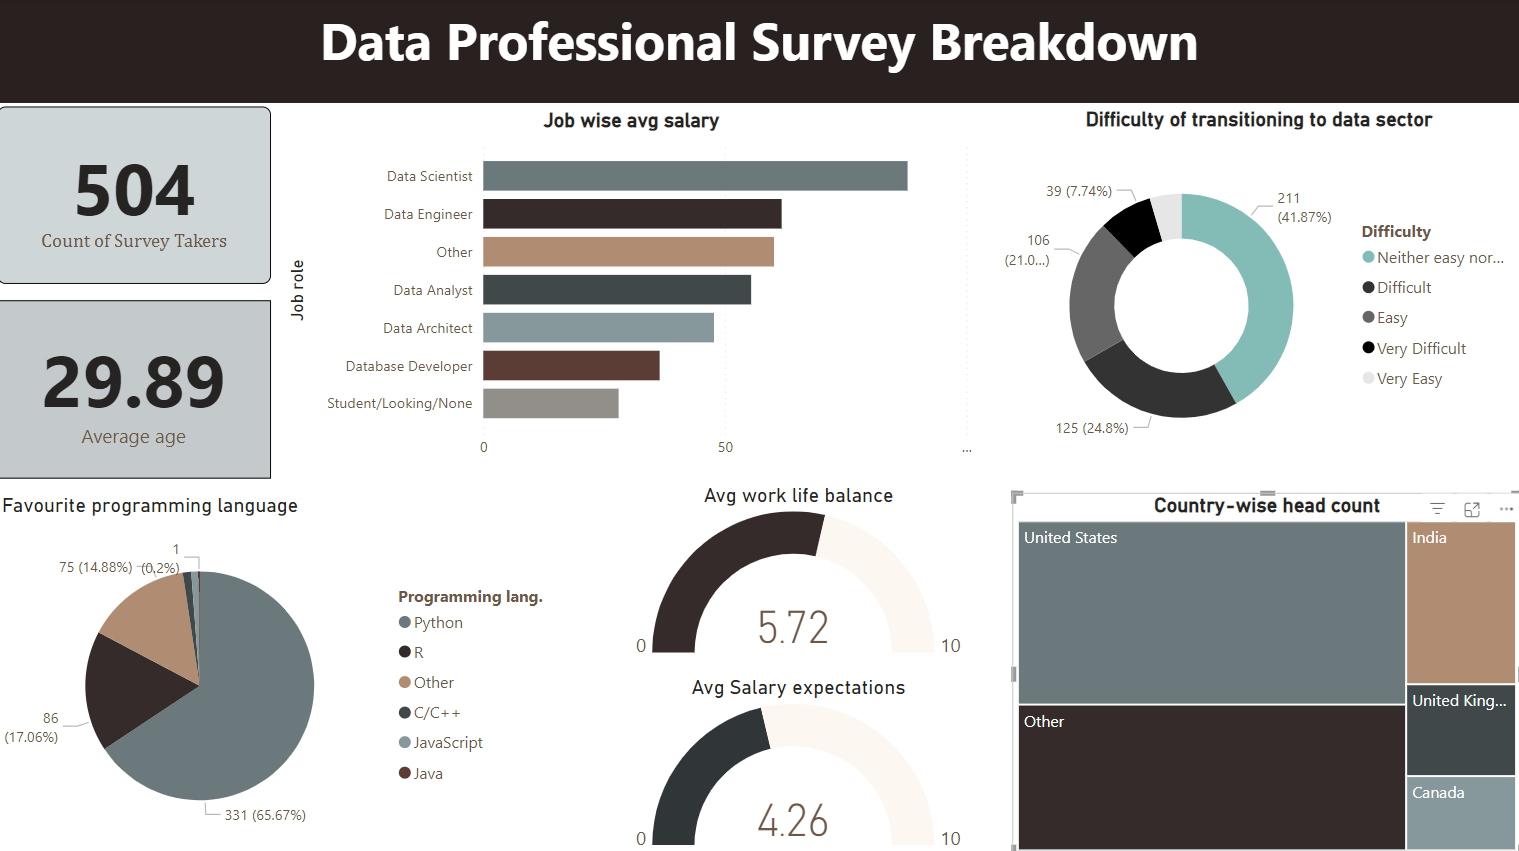 Data Professional Survey Breakdown
504
Count of Survey Takers
29.89
Average age
Job wise avg salary
Job role
Data Scientist
Data Engineer
Other
Data Analyst
Data Architect
Database Developer
Student/Looking/None
0
50
...
Difficulty of transitioning to data sector
39 (7.74%)
211
(41.87%)
106
(21.0...)
125 (24.8%)
Difficulty
Neither easy nor...
Difficult
Easy
Very Difficult
Very Easy
Favourite programming language
1
(0.2%)
75 (14.88%)
86
(17.06%)
331 (65.67%)
Programming lang.
Python
R
Other
C/C++
JavaScript
Java
Avg work life balance
5.72
0
10
Avg Salary expectations
4.26
0
10
Country-wise head count
United States
India
Other
United King...
Canada